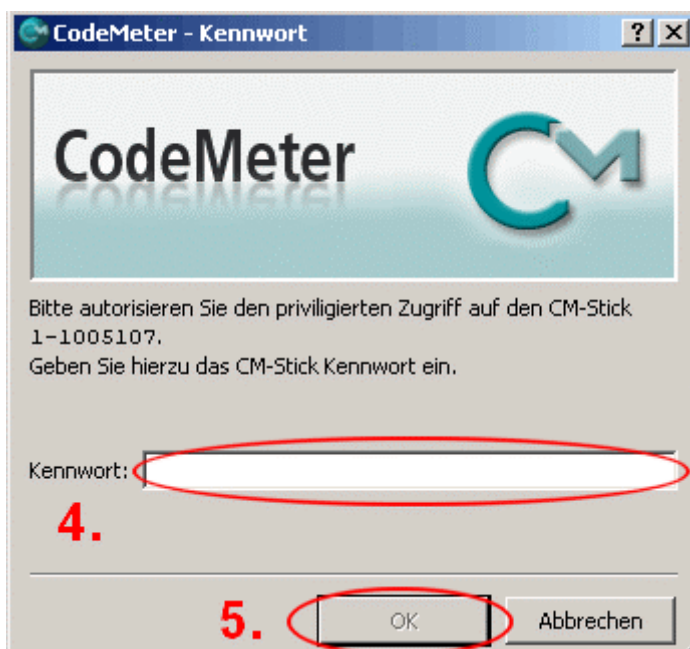 CodeMeter - Kennwort
CodeMeter
CM
Bitte autorisieren Sie den priviligierten Zugriff auf den CM-Stick
1-1005107.
Geben Sie hierzu das CM-Stick Kennwort ein.
Kennwort:
4.
5. OK Abbrechen